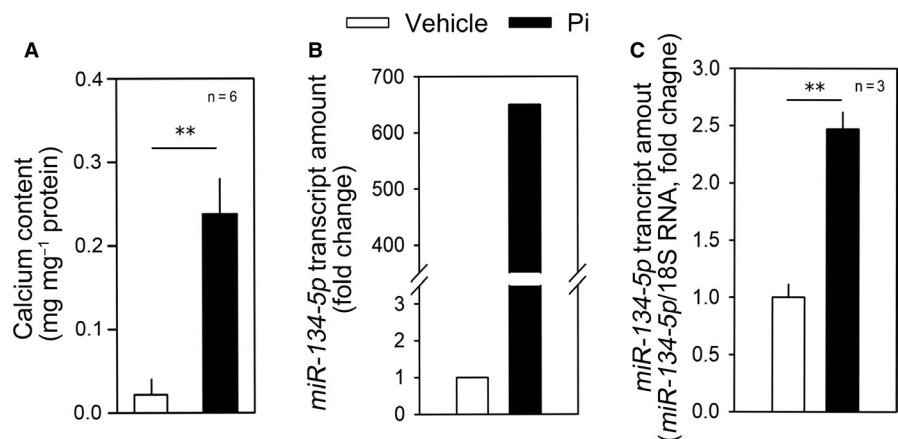 Vehicle Pi
A
Calcium content
(mg mg⁻¹ protein)
0.4
0.3
0.2
0.1
0.0
n = 6
**
B
miR-134-5p transcript amount
(fold change)
700
600
500
400
3
2
1
0
C
miR-134-5p trancript amout
(miR-134-5p/18S RNA, fold chagne)
3.0
2.5
2.0
1.5
1.0
0.5
0.0
n = 3
**